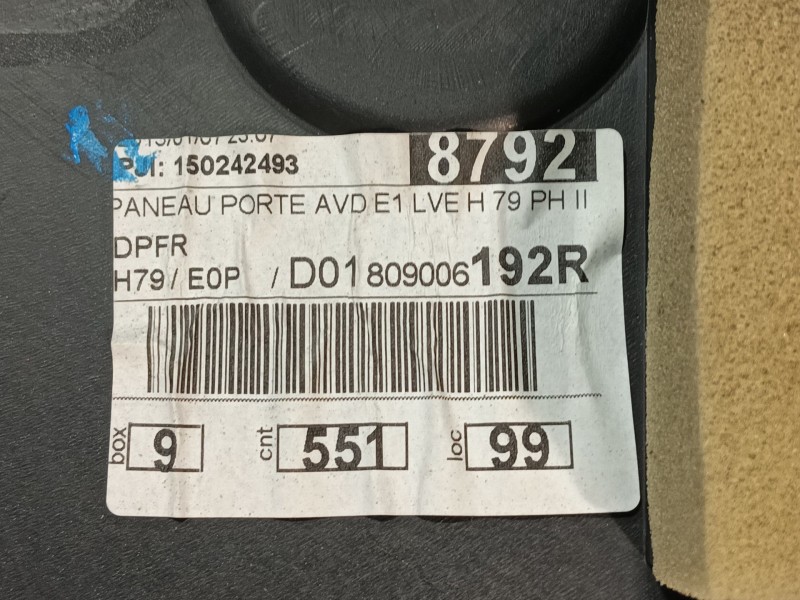 PJI: 150242493
8792
PANEAU PORTE AVD E1 LVE H 79 PH II
DPFR
H79 / E0P / D01 809006192R
box 9 cnt 551 loc 99